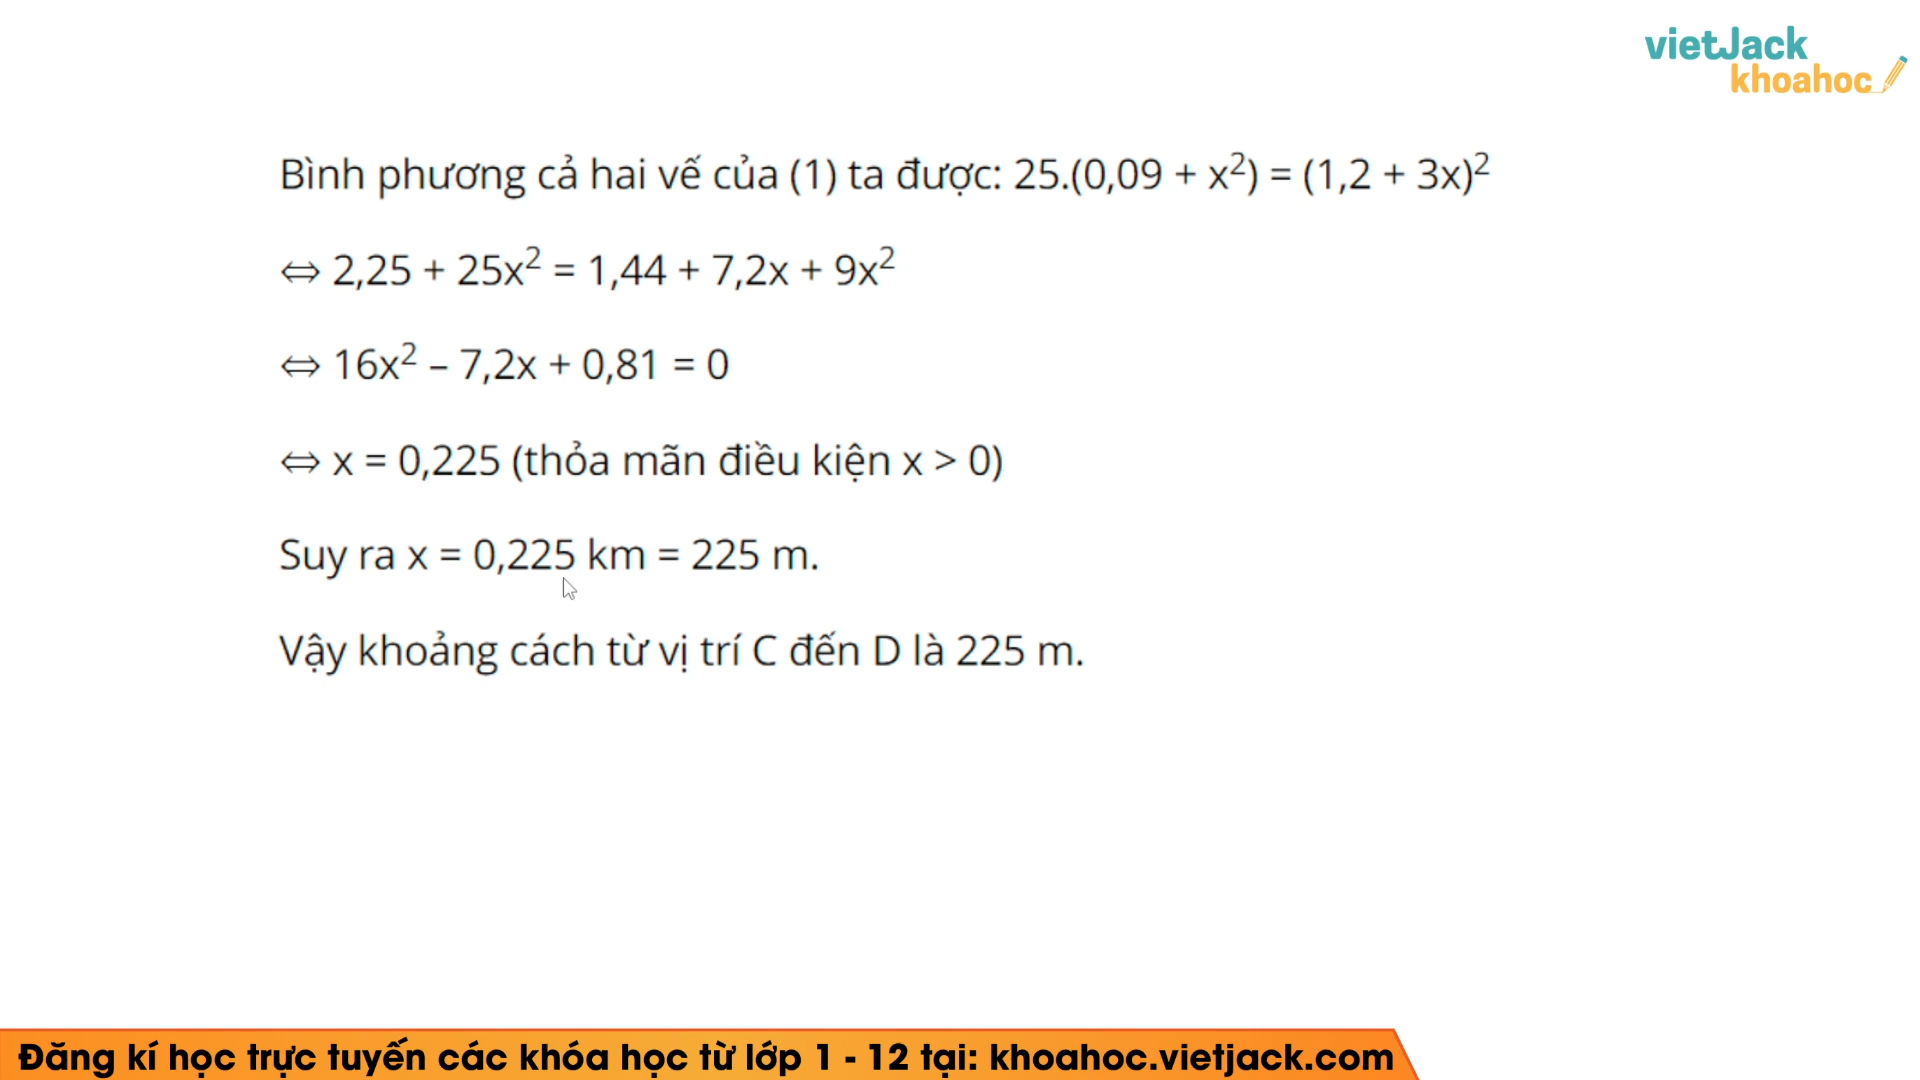 vietJack
khoahoc
Bình phương cả hai vế của (1) ta được: 25.(0,09 + x²) = (1,2 + 3x)²
⇔ 2,25 + 25x² = 1,44 + 7,2x + 9x²
⇔ 16x² – 7,2x + 0,81 = 0
⇔ x = 0,225 (thỏa mãn điều kiện x > 0)
Suy ra x = 0,225 km = 225 m.
Vậy khoảng cách từ vị trí C đến D là 225 m.
Đăng kí học trực tuyến các khóa học từ lớp 1 - 12 tại: khoahoc.vietjack.com